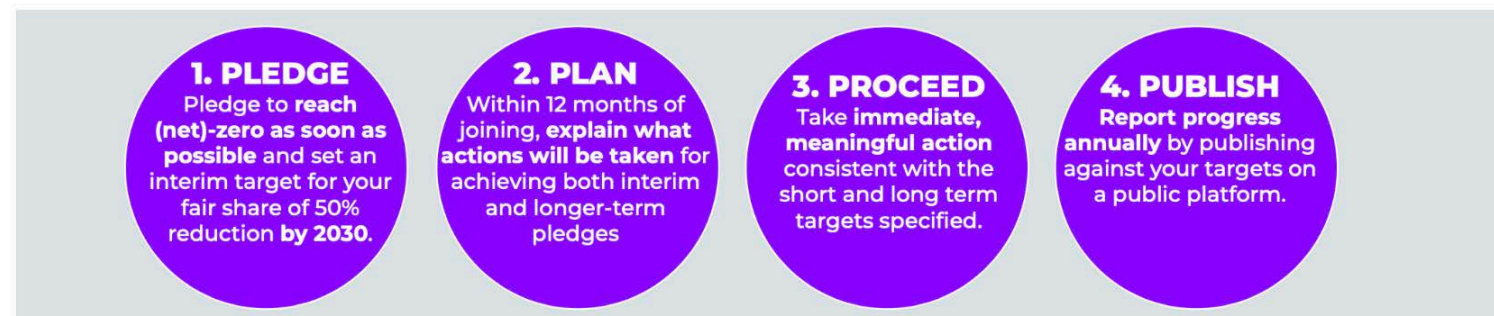 1. PLEDGE
Pledge to reach
(net)-zero as soon as
possible and set an
interim target for your
fair share of 50%
reduction by 2030.
2. PLAN
Within 12 months of
joining, explain what
actions will be taken for
achieving both interim
and longer-term
pledges
3. PROCEED
Take immediate,
meaningful action
consistent with the
short and long term
targets specified.
4. PUBLISH
Report progress
annually by publishing
against your targets on
a public platform.